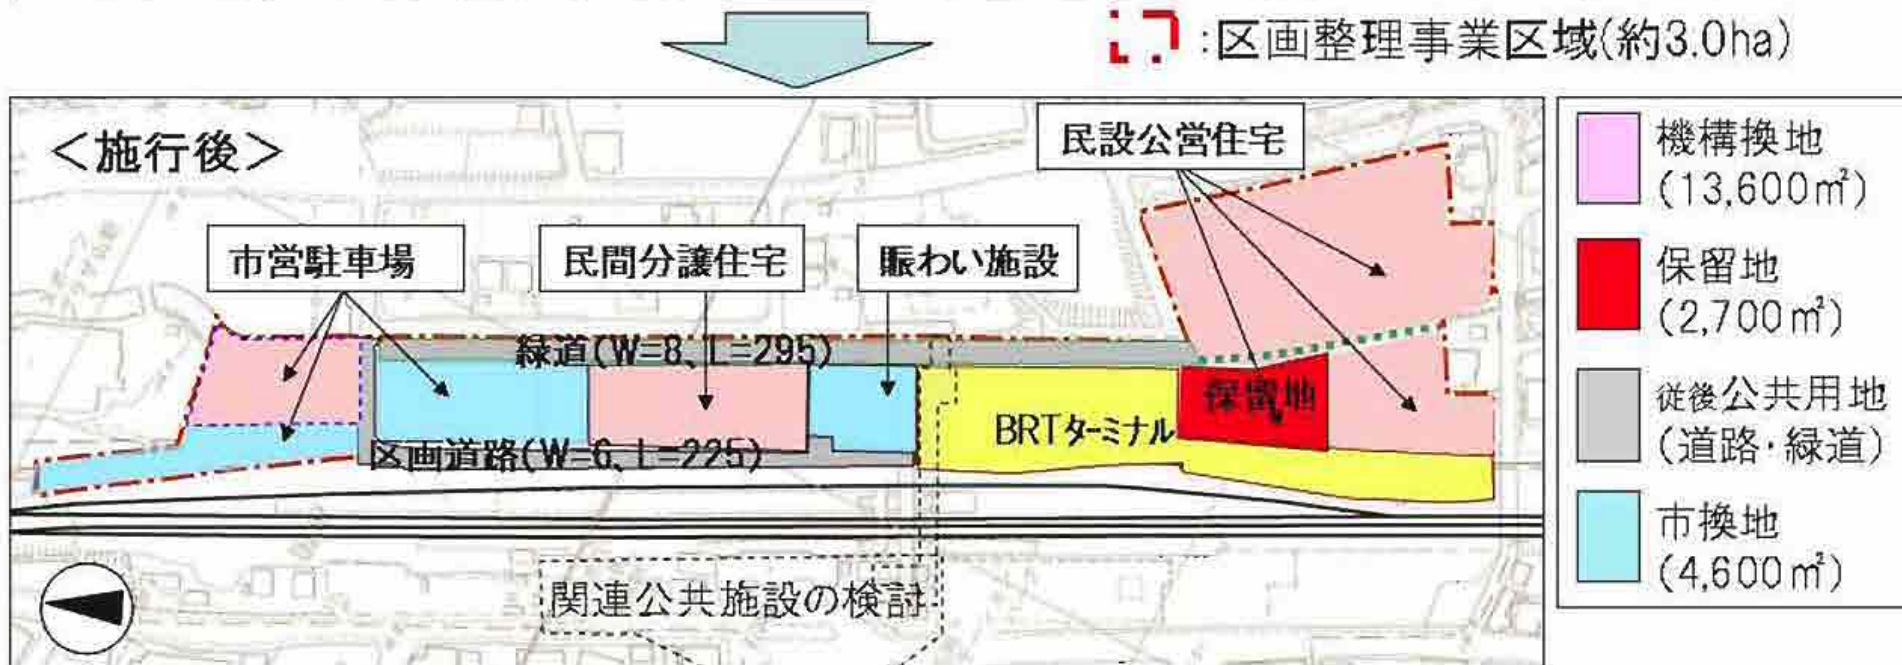 :区画整理事業区域(約3.0ha)
＜施行後＞
民設公営住宅
市営駐車場
民間分譲住宅
賑わい施設
緑道(W=8、L=295)
保留地
BRTターミナル
区画道路(W=6、L=225)
関連公共施設の検討
機構換地
(13,600㎡)
保留地
(2,700㎡)
従後公共用地
(道路・緑道)
市換地
(4,600㎡)